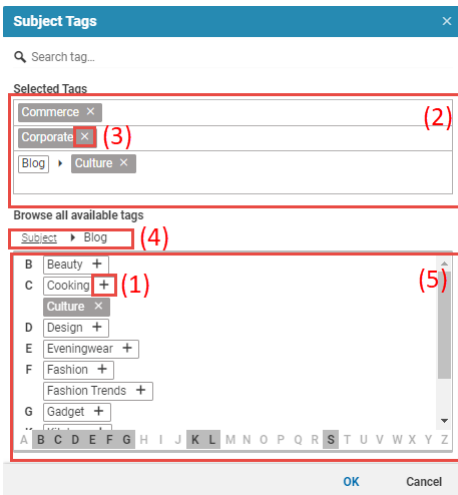 Subject Tags ×
Search tag...
Selected Tags
Commerce ×
(2)
Corporate × (3)
Blog Culture ×
Browse all available tags
Subject Blog (4)
B Beauty +
(5)
C Cooking + (1)
Culture ×
D Design +
E Eveningwear +
F Fashion +
Fashion Trends +
G Gadget +
A B C D E F G H I J K L M N O P Q R S T U V W X Y Z
OK Cancel